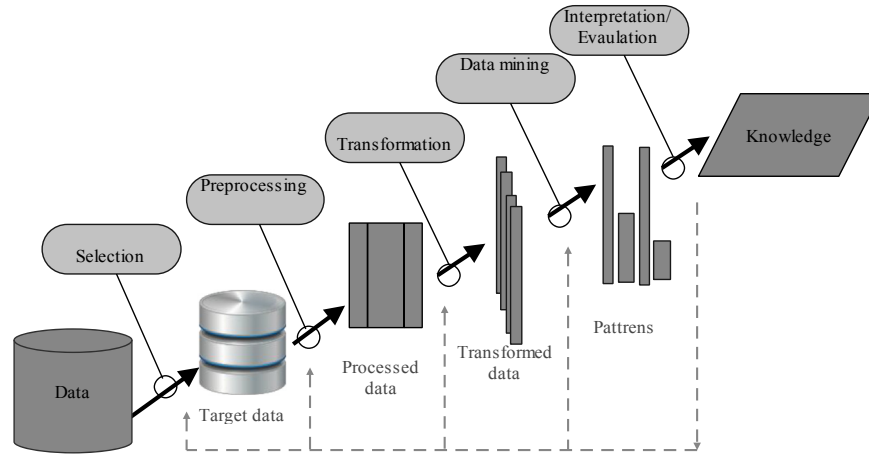 Interpretation/
Evaulation
Data mining
Transformation
Preprocessing
Selection
Knowledge
Pattrens
Transformed
data
Processed
data
Target data
Data